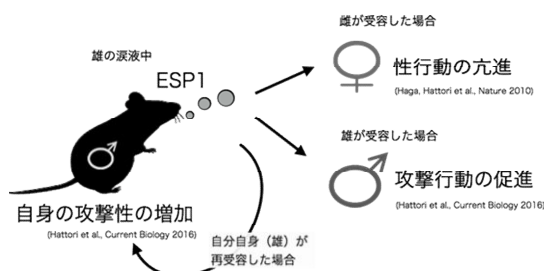 雌が受容した場合
雄の涙液中
ESP1
性行動の亢進
(Haga, Hattori et al., Nature 2010)
雄が受容した場合
攻撃行動の促進
(Hattori et al., Current Biology 2016)
自身の攻撃性の増加
(Hattori et al., Current Biology 2016)
自分自身（雄）が
再受容した場合